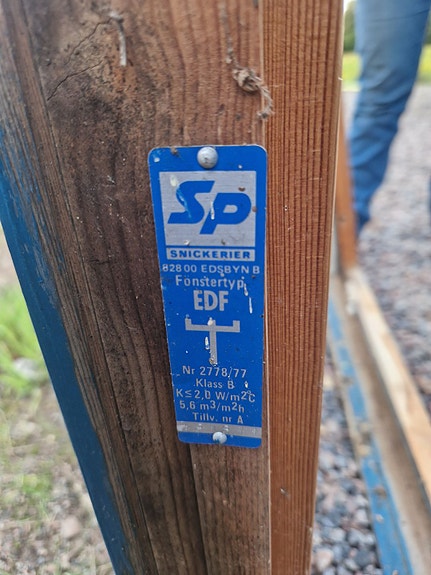 SP
SNICKERIER
82800 EDSBYN B
Fönstertyp
EDF
Nr 2778/77
Klass B
K≤2,0 W/m²C
5,6 m³/m²h
Tillv. nr A